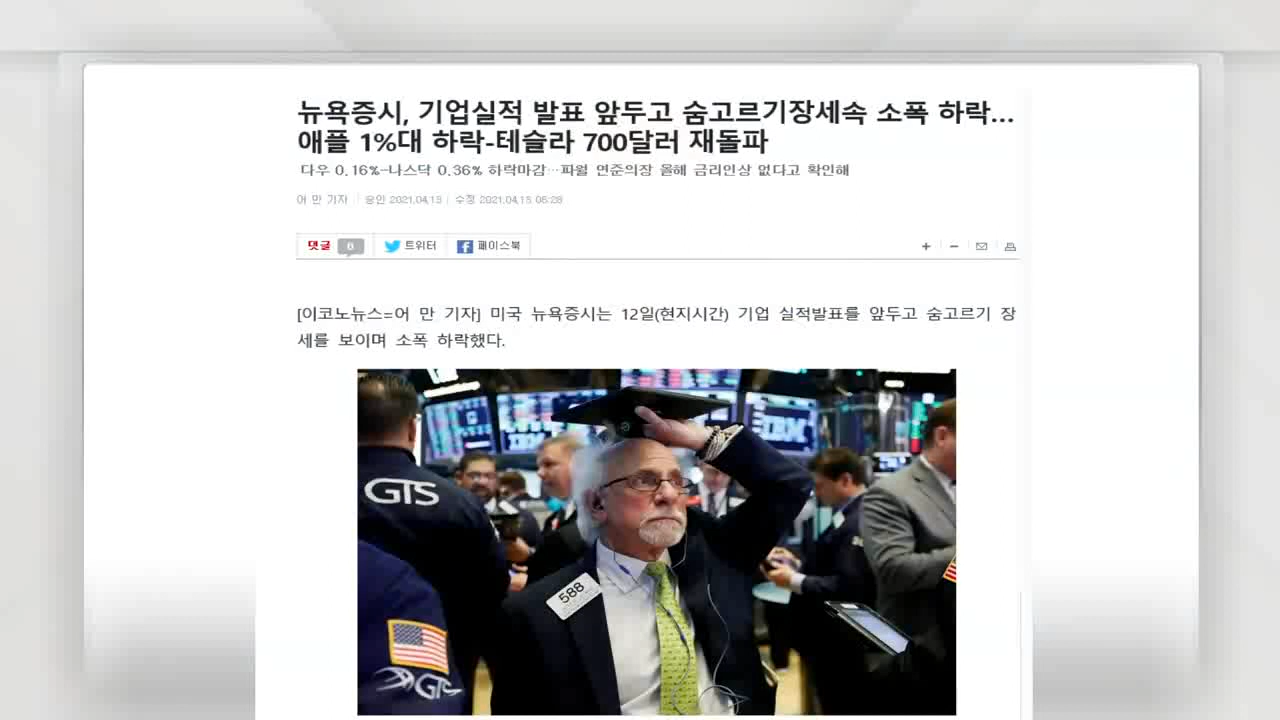 뉴욕증시, 기업실적 발표 앞두고 숨고르기장세속 소폭 하락…
애플 1%대 하락-테슬라 700달러 재돌파
다우 0.16%-나스닥 0.36% 하락마감…파월 연준의장 올해 금리인상 없다고 확인해
어 만 기자 승인 2021.04.13 수정 2021.04.15 06:28
댓글 6 트위터 페이스북
[이코노뉴스=어 만 기자] 미국 뉴욕증시는 12일(현지시간) 기업 실적발표를 앞두고 숨고르기 장
세를 보이며 소폭 하락했다.
IBM
IBM
GTS
588
GTS